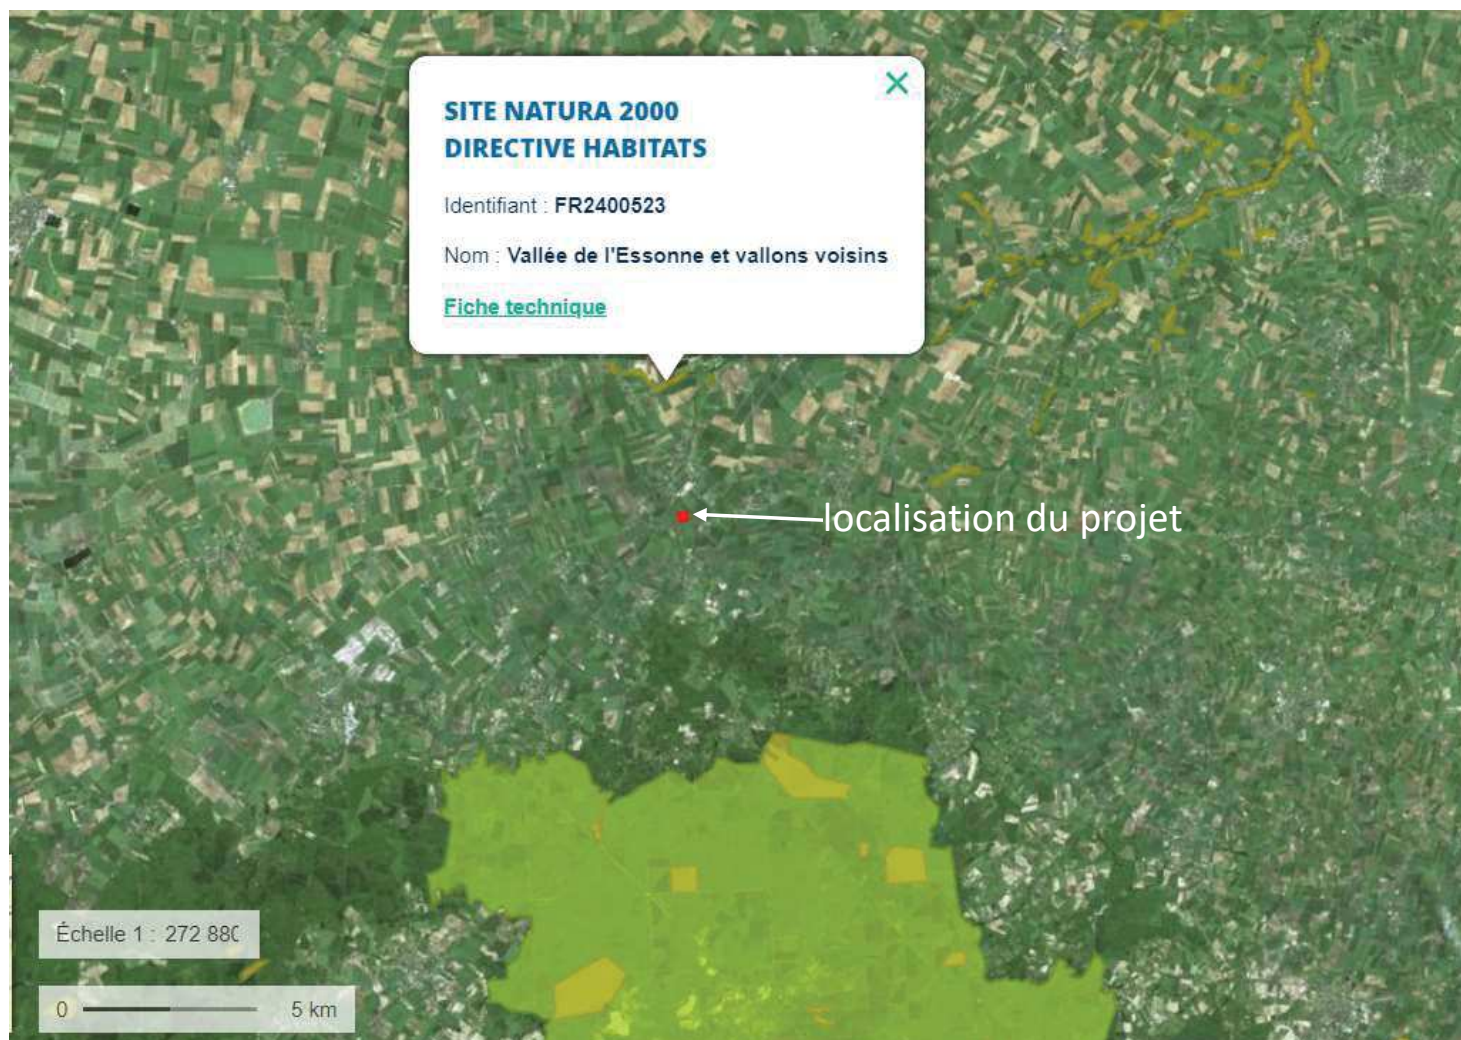 SITE NATURA 2000
DIRECTIVE HABITATS
Identifiant : FR2400523
Nom : Vallée de l'Essonne et vallons voisins
Fiche technique
localisation du projet
Échelle 1 : 272 880
0 5 km